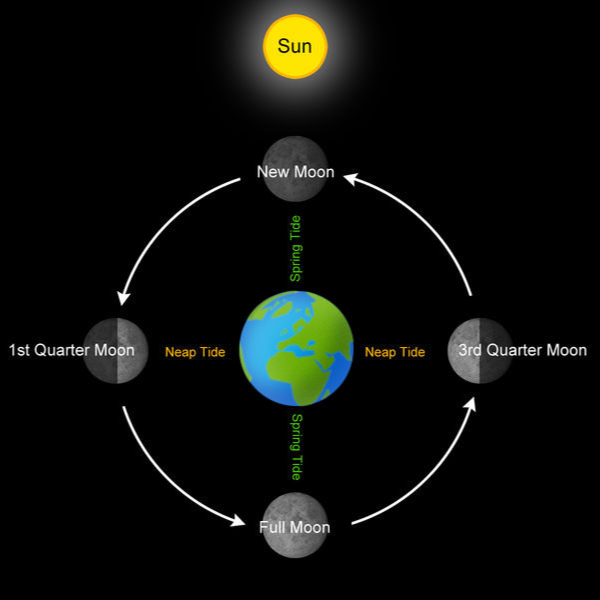 Sun
New Moon
Spring Tide
1st Quarter Moon
Neap Tide
Neap Tide
3rd Quarter Moon
Spring Tide
Full Moon